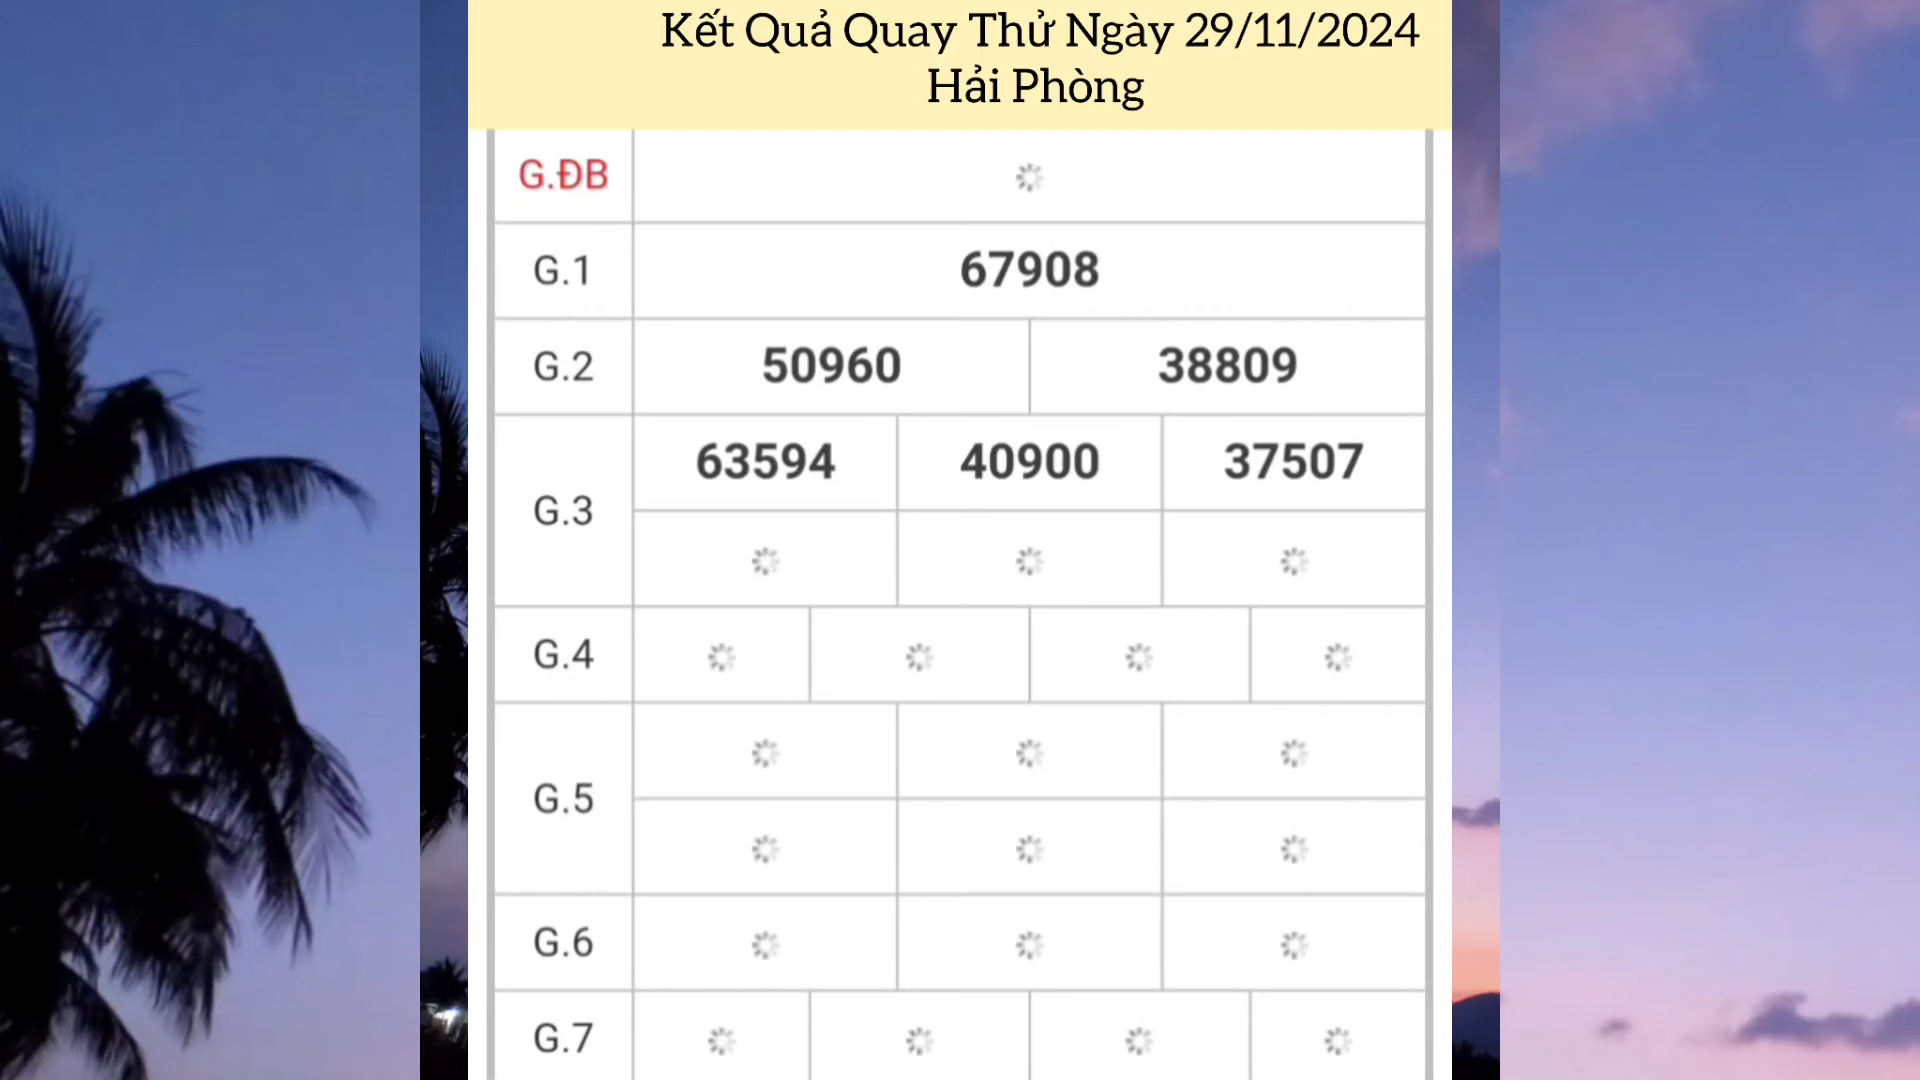 Kết Quả Quay Thử Ngày 29/11/2024
Hải Phòng
G.ĐB
G.1 67908
G.2 50960 38809
G.3 63594 40900 37507
G.4
G.5
G.6
G.7